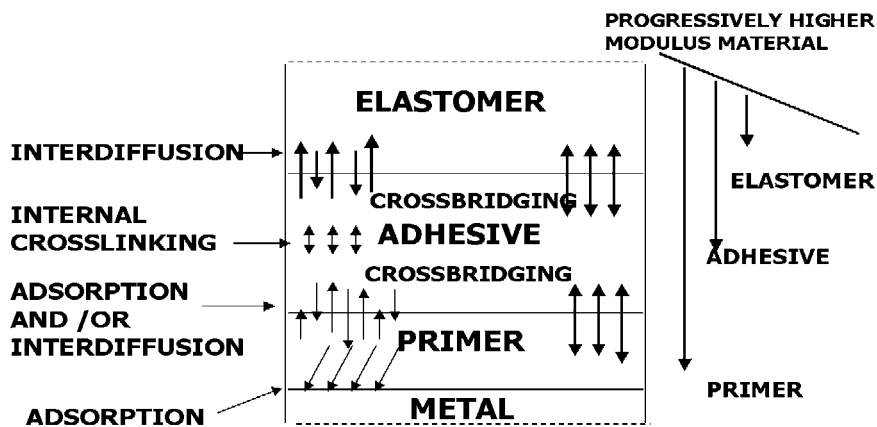 PROGRESSIVELY HIGHER
MODULUS MATERIAL
ELASTOMER
INTERDIFFUSION
ELASTOMER
CROSSBRIDGING
INTERNAL
CROSSLINKING
ADHESIVE
ADHESIVE
CROSSBRIDGING
ADSORPTION
AND /OR
INTERDIFFUSION
PRIMER
PRIMER
ADSORPTION
METAL